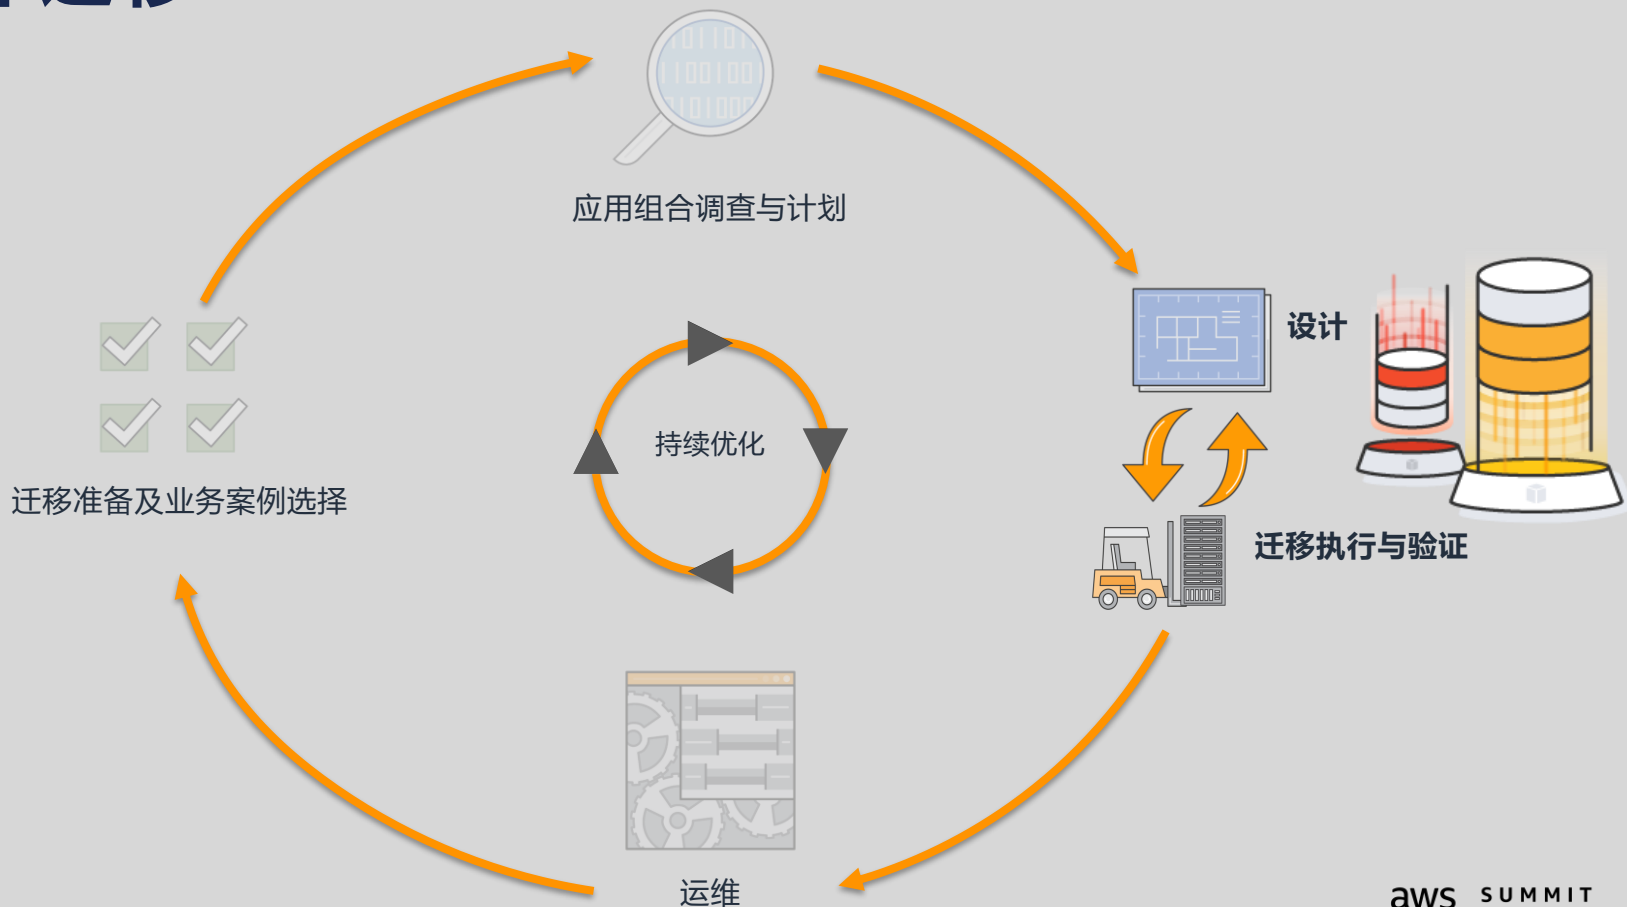 应用组合调查与计划
设计
持续优化
迁移准备及业务案例选择
迁移执行与验证
运维
aws SUMMIT